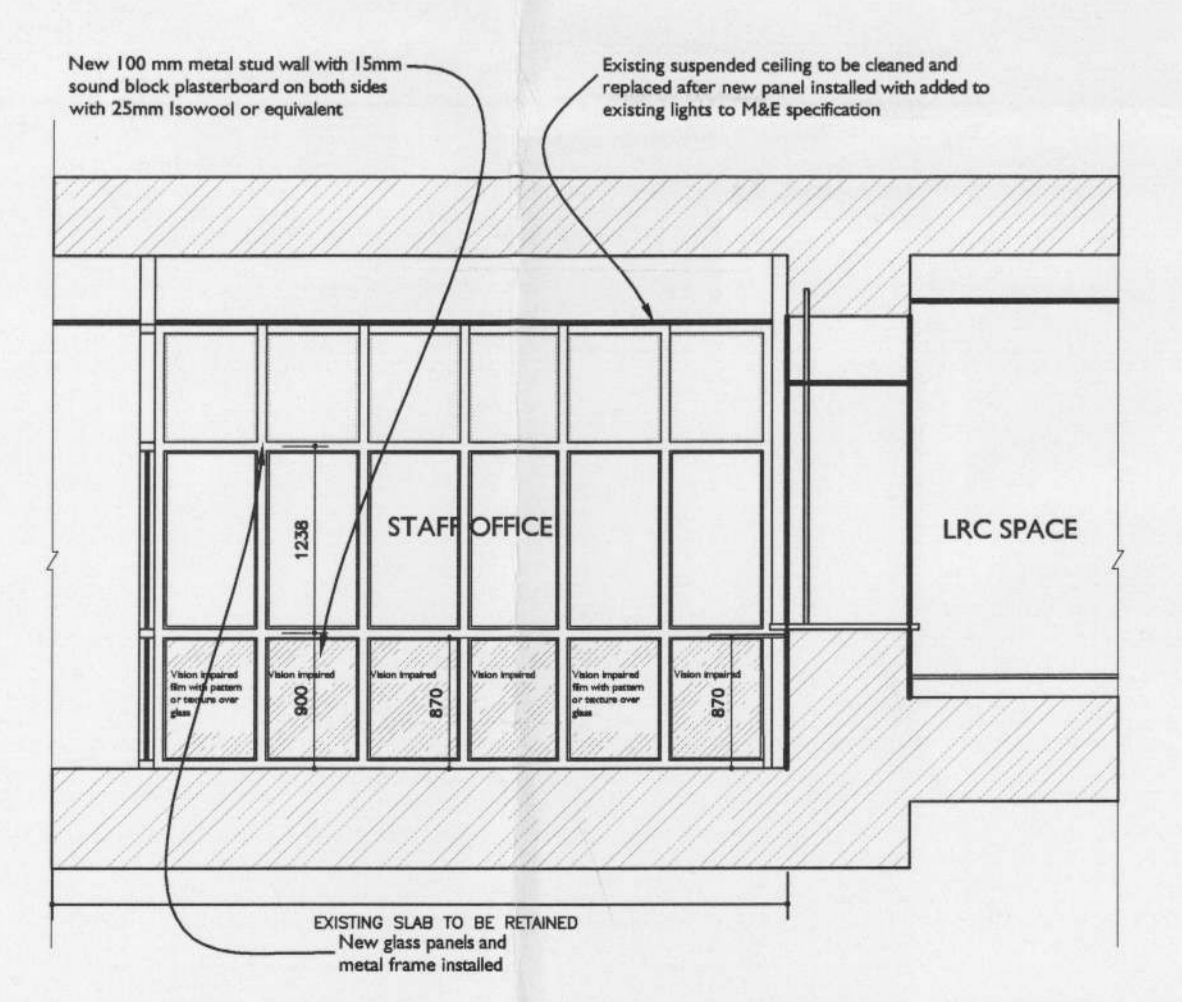 New 100 mm metal stud wall with 15mm
sound block plasterboard on both sides
with 25mm Isowool or equivalent
Existing suspended ceiling to be cleaned and
replaced after new panel installed with added to
existing lights to M&E specification
1238
STAFF OFFICE
LRC SPACE
Vision impaired
film with pattern
or texture over
glass
Vision impaired
900
Vision impaired
870
Vision impaired
Vision impaired
film with pattern
or texture over
glass
Vision impaired
870
EXISTING SLAB TO BE RETAINED
New glass panels and
metal frame installed